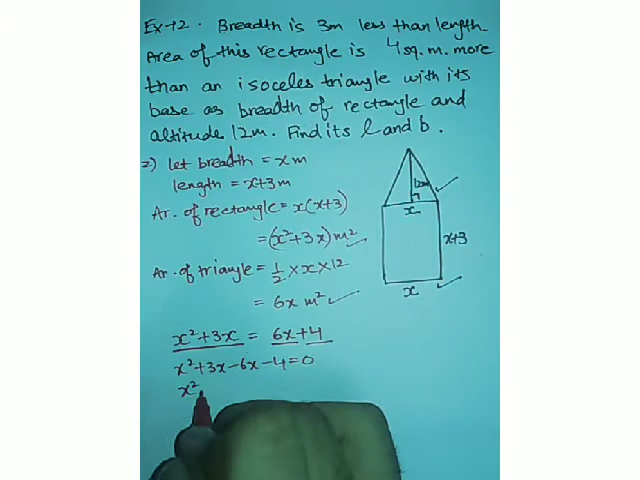 Ex-12. Breadth is 3m less than length.
Area of this rectangle is 4 sq. m. more
than an isoceles triangle with its
base as breadth of rectangle and
altitude 12m. Find its l and b.
2) let breadth = x m
length = x+3 m
Ar. of rectangle = x(x+3)
= (x²+3x) m²
Ar. of triangle = 1/2 × x × 12
= 6x m²
x²+3x = 6x+4
x²+3x-6x-4=0
x²
12m
x
x+3
x